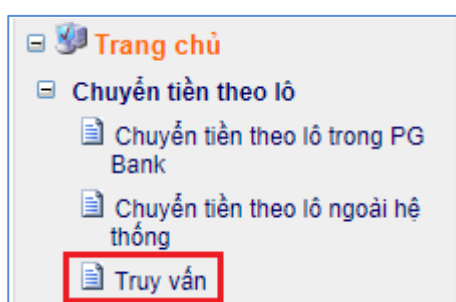 Trang chủ
Chuyển tiền theo lô
Chuyển tiền theo lô trong PG
Bank
Chuyển tiền theo lô ngoài hệ
thống
Truy vấn